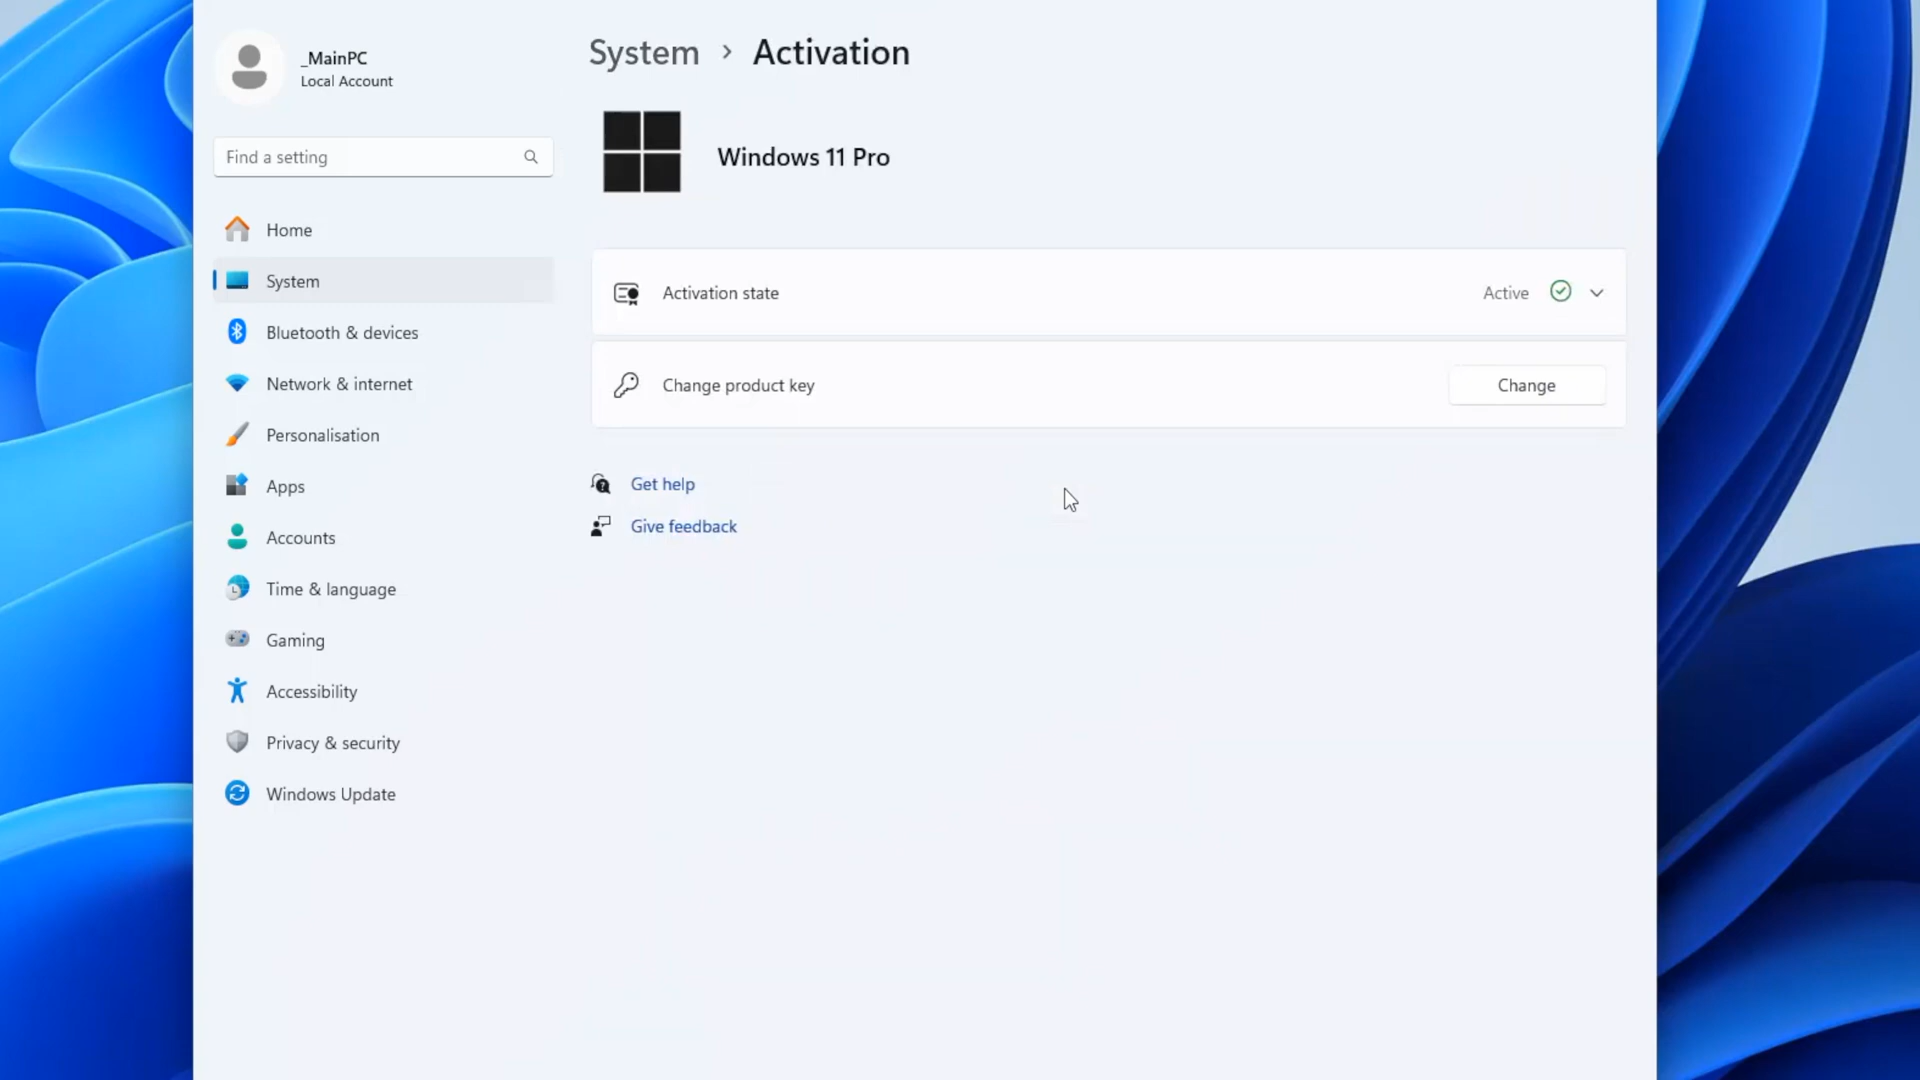 _MainPC
Local Account
Find a setting
Home
System
Bluetooth & devices
Network & internet
Personalisation
Apps
Accounts
Time & language
Gaming
Accessibility
Privacy & security
Windows Update
System › Activation
Windows 11 Pro
Activation state Active
Change product key Change
Get help
Give feedback